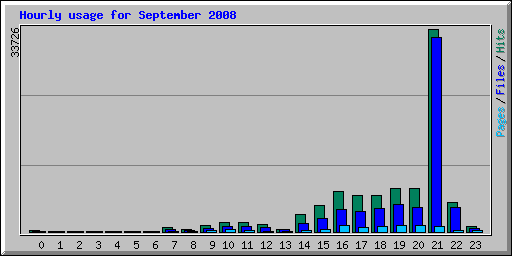 Hourly usage for September 2008
33726
Pages/Files/Hits
0 1 2 3 4 5 6 7 8 9 10 11 12 13 14 15 16 17 18 19 20 21 22 23